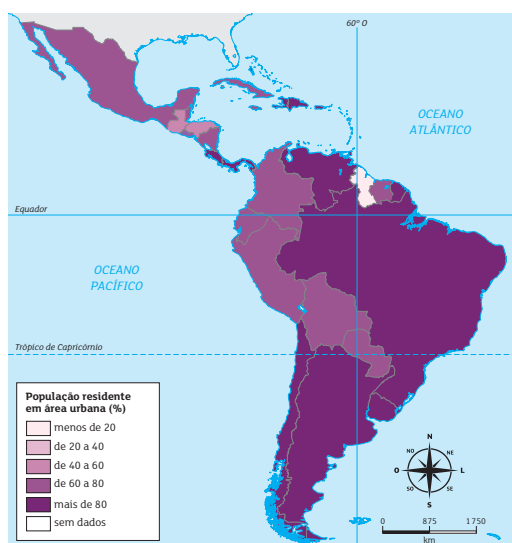 60° O
OCEANO
ATLÂNTICO
Equador
OCEANO
PACÍFICO
Trópico de Capricórnio
População residente
em área urbana (%)
menos de 20
de 20 a 40
de 40 a 60
de 60 a 80
mais de 80
sem dados
N
NO
NE
O
L
SO
SE
S
0
875
1 750
km